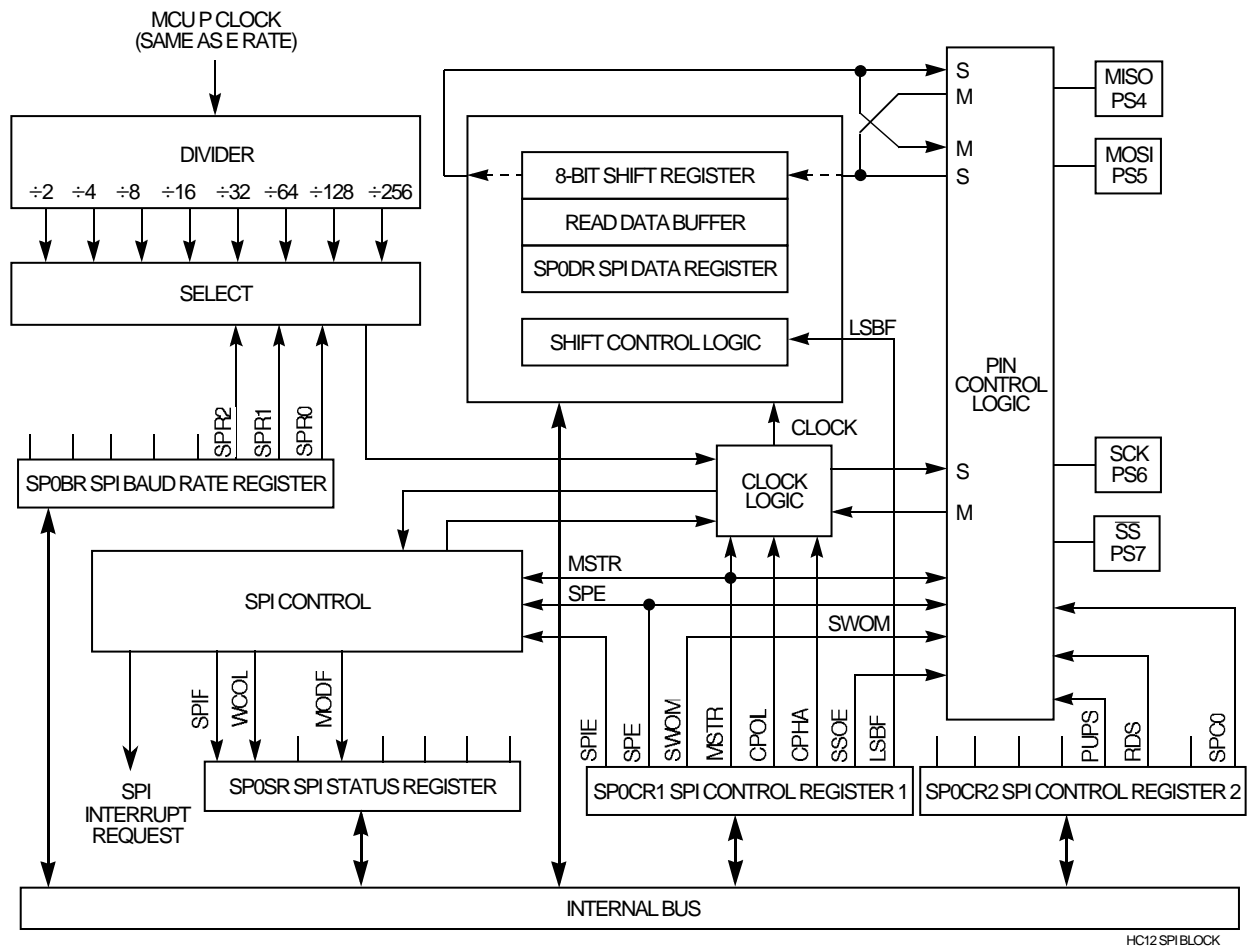 MCU P CLOCK
(SAME AS E RATE)
DIVIDER
÷2 ÷4 ÷8 ÷16 ÷32 ÷64 ÷128 ÷256
SELECT
SPR2
SPR1
SPR0
SP0BR SPI BAUD RATE REGISTER
8-BIT SHIFT REGISTER
READ DATA BUFFER
SP0DR SPI DATA REGISTER
SHIFT CONTROL LOGIC
LSBF
CLOCK
CLOCK
LOGIC
S
M
M
S
S
M
PIN
CONTROL
LOGIC
MISO
PS4
MOSI
PS5
SCK
PS6
SS
PS7
SPI CONTROL
MSTR
SPE
SWOM
SPIF
WCOL
MODF
SPI
INTERRUPT
REQUEST
SP0SR SPI STATUS REGISTER
SPIE
SPE
SWOM
MSTR
CPOL
CPHA
SSOE
LSBF
SP0CR1 SPI CONTROL REGISTER 1
PUPS
RDS
SPC0
SP0CR2 SPI CONTROL REGISTER 2
INTERNAL BUS
HC12 SPI BLOCK